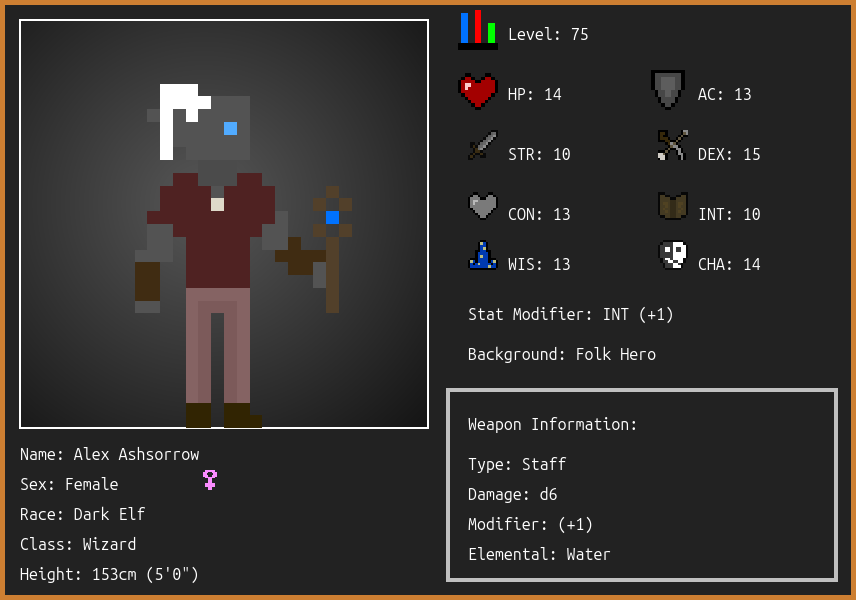 Level: 75
HP: 14
AC: 13
STR: 10
DEX: 15
CON: 13
INT: 10
WIS: 13
CHA: 14
Stat Modifier: INT (+1)
Background: Folk Hero
Weapon Information:
Type: Staff
Damage: d6
Modifier: (+1)
Elemental: Water
Name: Alex Ashsorrow
Sex: Female
Race: Dark Elf
Class: Wizard
Height: 153cm (5'0")